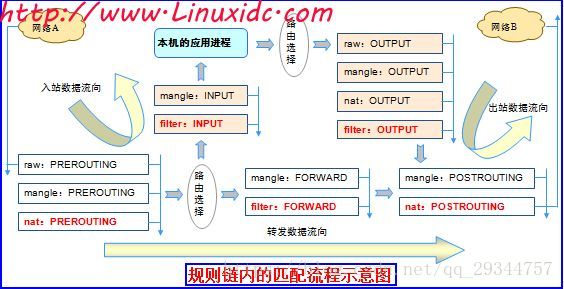 http://www.Linuxidc.com
网络A
网络B
本机的应用进程
路由选择
raw：OUTPUT
mangle：OUTPUT
nat：OUTPUT
filter：OUTPUT
入站数据流向
mangle：INPUT
filter：INPUT
出站数据流向
raw：PREROUTING
mangle：PREROUTING
nat：PREROUTING
路由选择
mangle：FORWARD
filter：FORWARD
mangle：POSTROUTING
nat：POSTROUTING
转发数据流向
规则链内的匹配流程示意图
net/qq_29344757